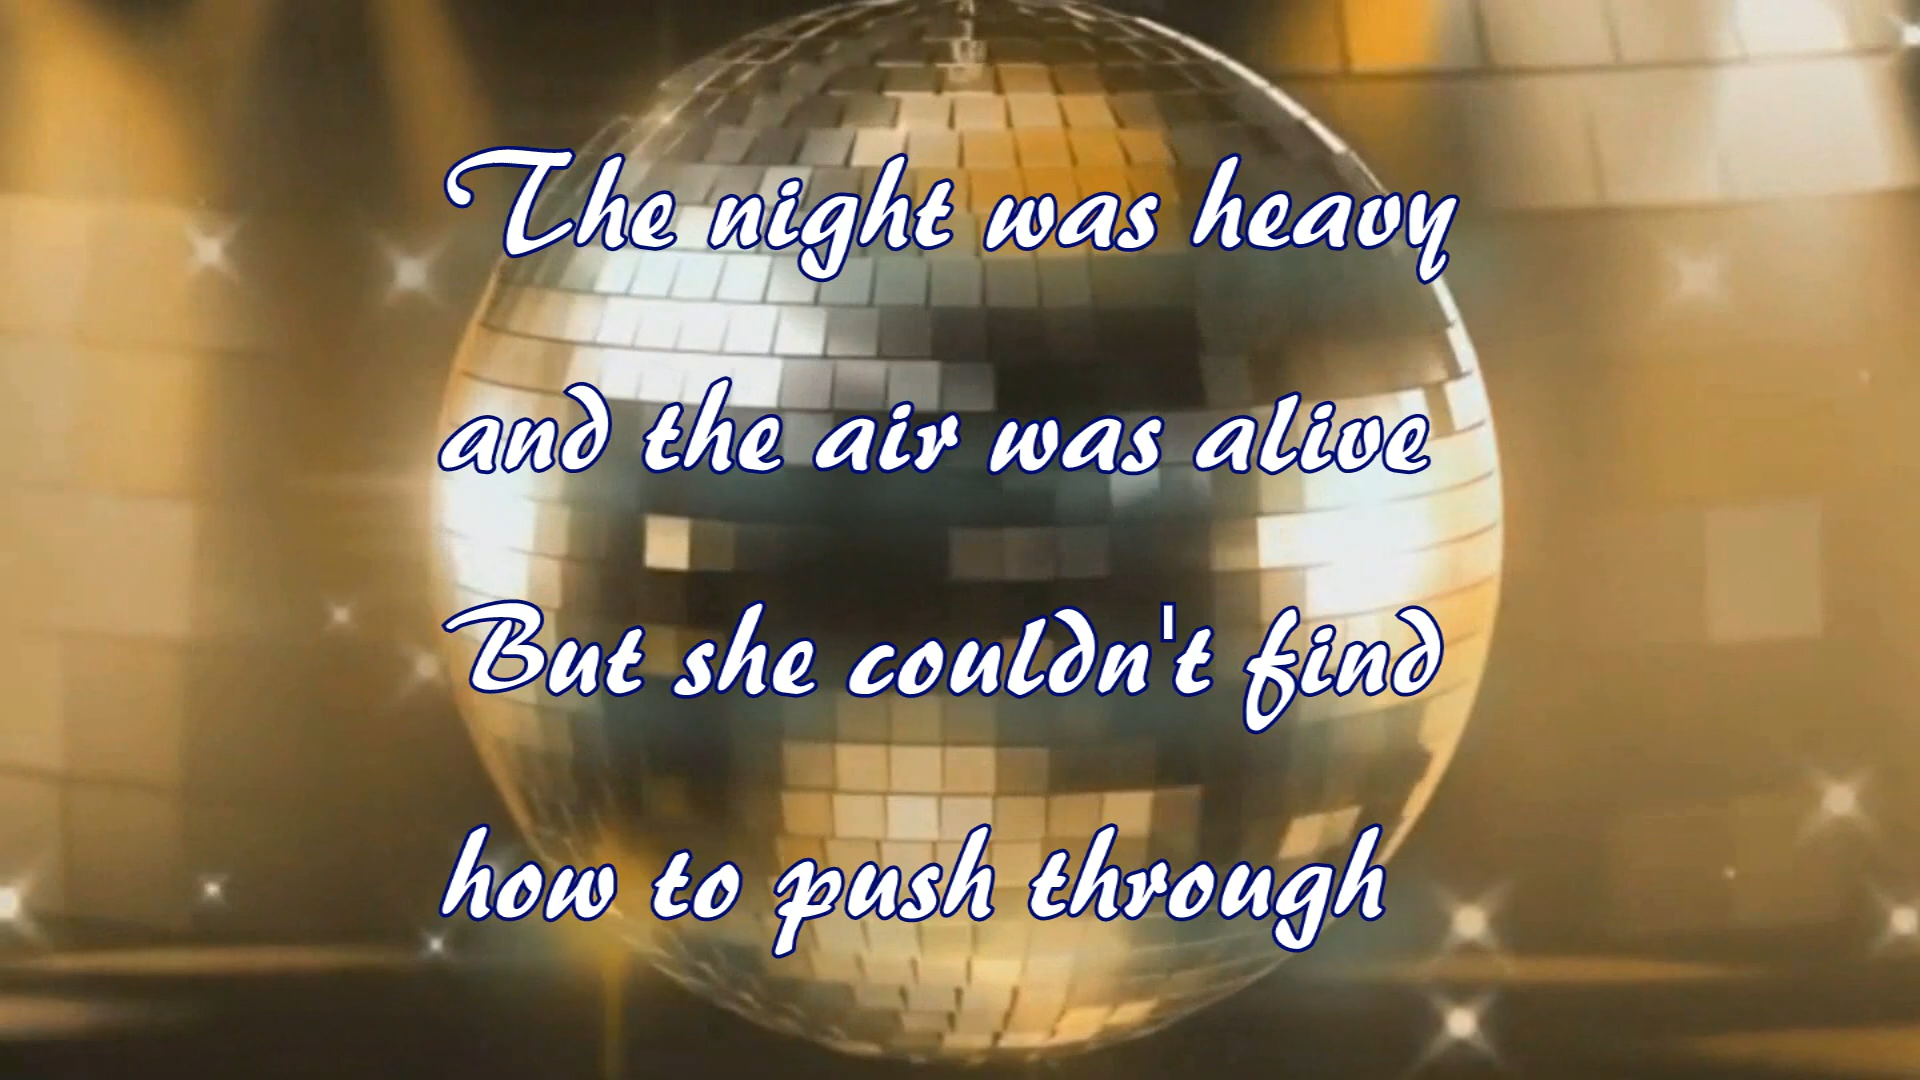 The night was heavy
and the air was alive
But she couldn't find
how to push through